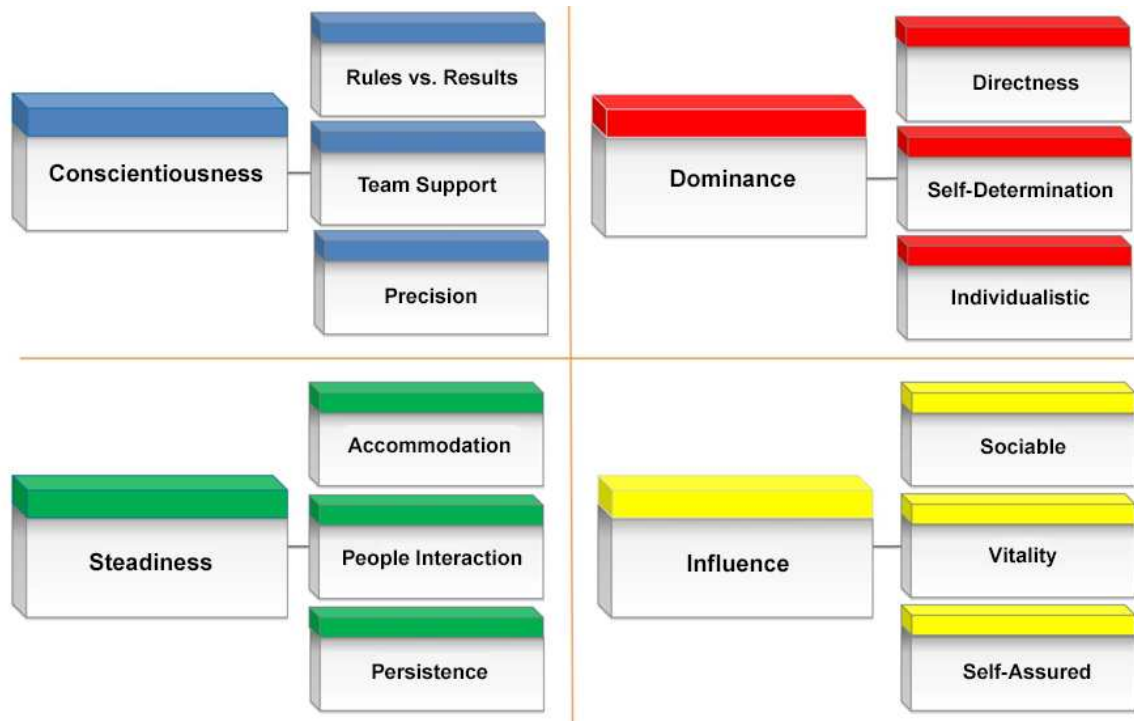 Conscientiousness
Rules vs. Results
Team Support
Precision
Dominance
Directness
Self-Determination
Individualistic
Steadiness
Accommodation
People Interaction
Persistence
Influence
Sociable
Vitality
Self-Assured